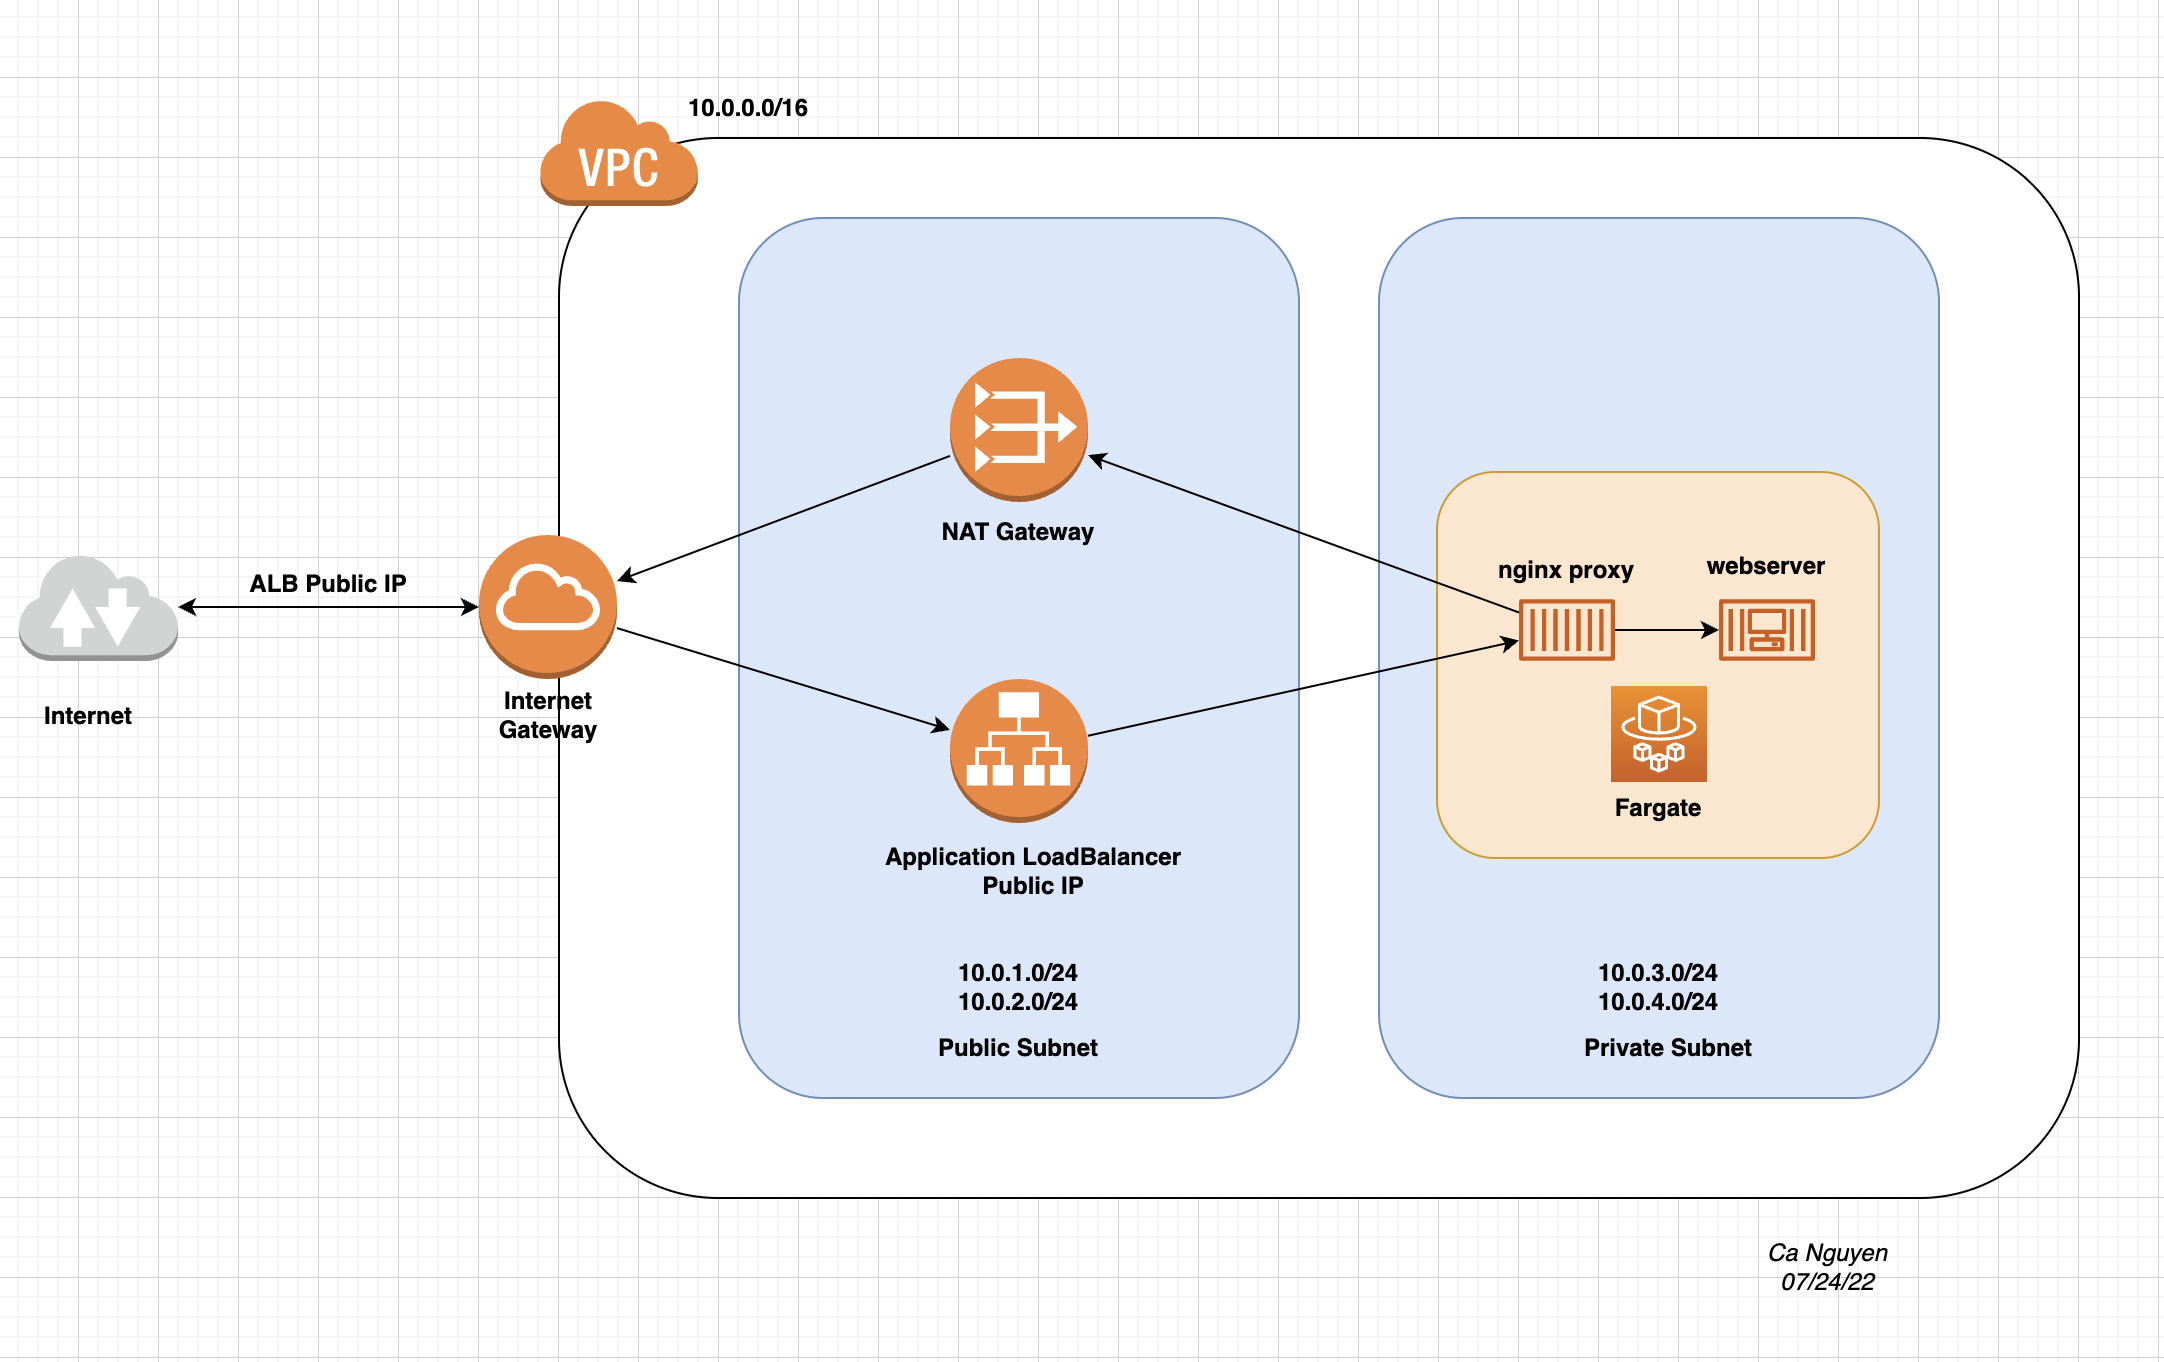 10.0.0.0/16
VPC
ALB Public IP
Internet
Internet
Gateway
NAT Gateway
Application LoadBalancer
Public IP
10.0.1.0/24
10.0.2.0/24
Public Subnet
nginx proxy
webserver
Fargate
10.0.3.0/24
10.0.4.0/24
Private Subnet
Ca Nguyen
07/24/22